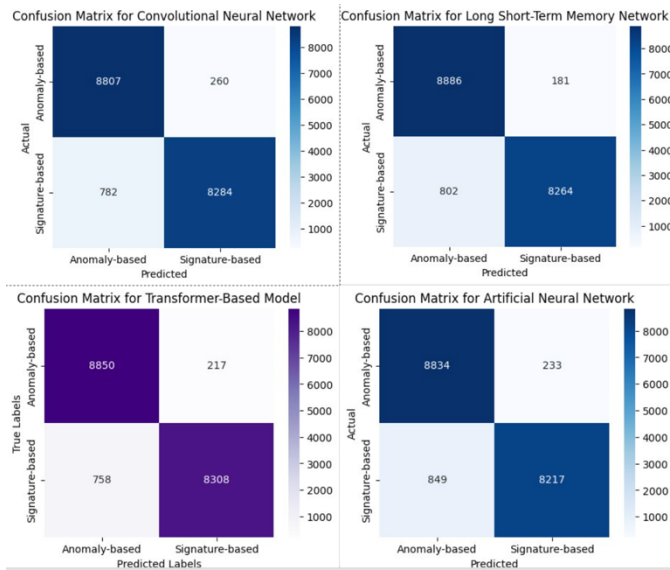 Confusion Matrix for Convolutional Neural Network
Actual
Anomaly-based
Signature-based
8807
260
782
8284
Anomaly-based
Signature-based
Predicted
8000
7000
6000
5000
4000
3000
2000
1000
Confusion Matrix for Long Short-Term Memory Network
Actual
Anomaly-based
Signature-based
8886
181
802
8264
Anomaly-based
Signature-based
Predicted
8000
7000
6000
5000
4000
3000
2000
1000
Confusion Matrix for Transformer-Based Model
True Labels
Anomaly-based
Signature-based
8850
217
758
8308
Anomaly-based
Signature-based
Predicted Labels
8000
7000
6000
5000
4000
3000
2000
1000
Confusion Matrix for Artificial Neural Network
Actual
Anomaly-based
Signature-based
8834
233
849
8217
Anomaly-based
Signature-based
Predicted
8000
7000
6000
5000
4000
3000
2000
1000